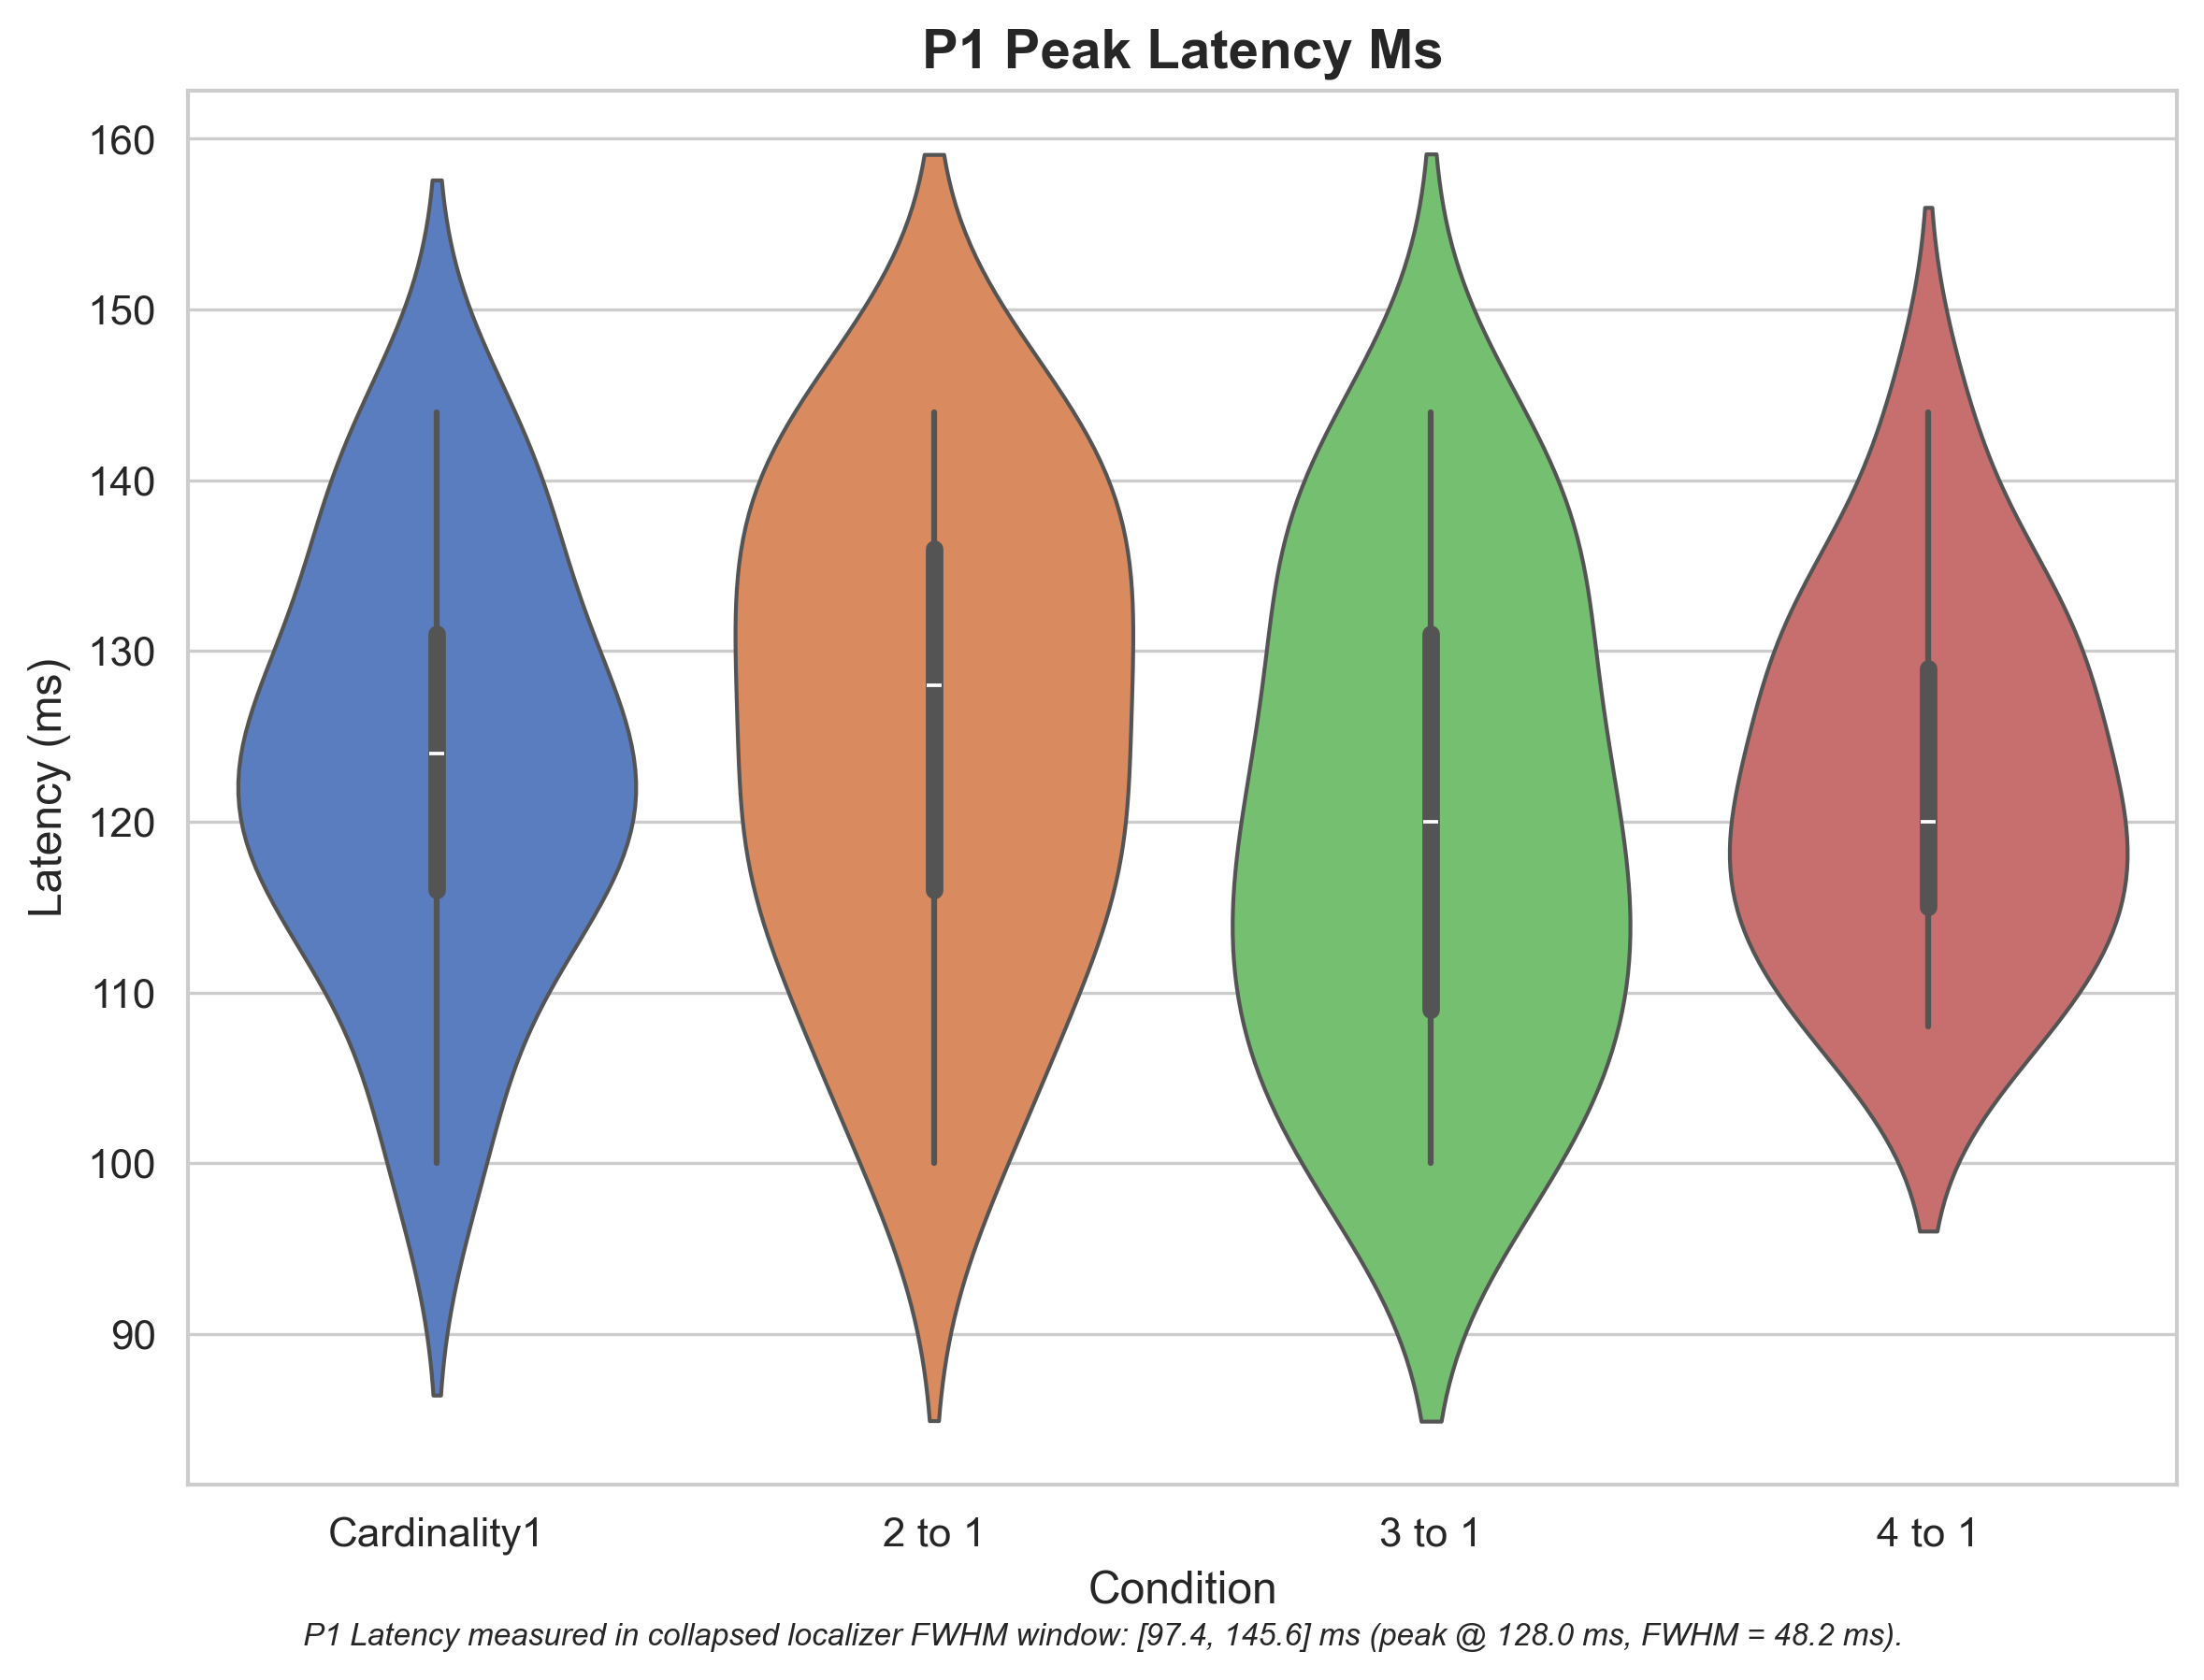 P1 Peak Latency Ms
160
150
140
130
120
110
100
90
Latency (ms)
Cardinality1
2 to 1
3 to 1
4 to 1
Condition
P1 Latency measured in collapsed localizer FWHM window: [97.4, 145.6] ms (peak @ 128.0 ms, FWHM = 48.2 ms).